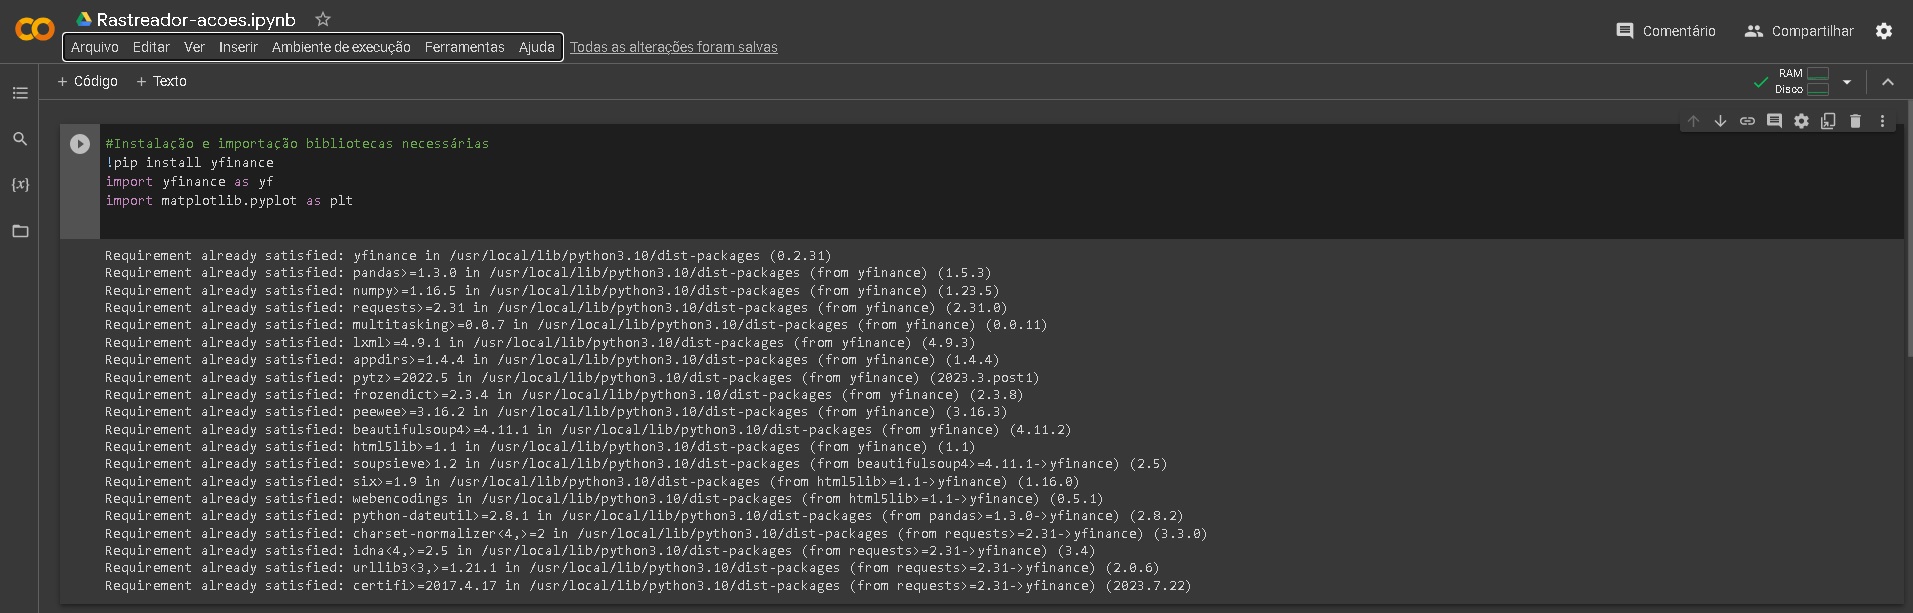 Rastreador-acoes.ipynb
Arquivo Editar Ver Inserir Ambiente de execução Ferramentas Ajuda Todas as alterações foram salvas
Comentário Compartilhar
+ Código + Texto
RAM
Disco
{x}
#Instalação e importação bibliotecas necessárias
!pip install yfinance
import yfinance as yf
import matplotlib.pyplot as plt
Requirement already satisfied: yfinance in /usr/local/lib/python3.10/dist-packages (0.2.31)
Requirement already satisfied: pandas>=1.3.0 in /usr/local/lib/python3.10/dist-packages (from yfinance) (1.5.3)
Requirement already satisfied: numpy>=1.16.5 in /usr/local/lib/python3.10/dist-packages (from yfinance) (1.23.5)
Requirement already satisfied: requests>=2.31 in /usr/local/lib/python3.10/dist-packages (from yfinance) (2.31.0)
Requirement already satisfied: multitasking>=0.0.7 in /usr/local/lib/python3.10/dist-packages (from yfinance) (0.0.11)
Requirement already satisfied: lxml>=4.9.1 in /usr/local/lib/python3.10/dist-packages (from yfinance) (4.9.3)
Requirement already satisfied: appdirs>=1.4.4 in /usr/local/lib/python3.10/dist-packages (from yfinance) (1.4.4)
Requirement already satisfied: pytz>=2022.5 in /usr/local/lib/python3.10/dist-packages (from yfinance) (2023.3.post1)
Requirement already satisfied: frozendict>=2.3.4 in /usr/local/lib/python3.10/dist-packages (from yfinance) (2.3.8)
Requirement already satisfied: peewee>=3.16.2 in /usr/local/lib/python3.10/dist-packages (from yfinance) (3.16.3)
Requirement already satisfied: beautifulsoup4>=4.11.1 in /usr/local/lib/python3.10/dist-packages (from yfinance) (4.11.2)
Requirement already satisfied: html5lib>=1.1 in /usr/local/lib/python3.10/dist-packages (from yfinance) (1.1)
Requirement already satisfied: soupsieve>1.2 in /usr/local/lib/python3.10/dist-packages (from beautifulsoup4>=4.11.1->yfinance) (2.5)
Requirement already satisfied: six>=1.9 in /usr/local/lib/python3.10/dist-packages (from html5lib>=1.1->yfinance) (1.16.0)
Requirement already satisfied: webencodings in /usr/local/lib/python3.10/dist-packages (from html5lib>=1.1->yfinance) (0.5.1)
Requirement already satisfied: python-dateutil>=2.8.1 in /usr/local/lib/python3.10/dist-packages (from pandas>=1.3.0->yfinance) (2.8.2)
Requirement already satisfied: charset-normalizer<4,>=2 in /usr/local/lib/python3.10/dist-packages (from requests>=2.31->yfinance) (3.3.0)
Requirement already satisfied: idna<4,>=2.5 in /usr/local/lib/python3.10/dist-packages (from requests>=2.31->yfinance) (3.4)
Requirement already satisfied: urllib3<3,>=1.21.1 in /usr/local/lib/python3.10/dist-packages (from requests>=2.31->yfinance) (2.0.6)
Requirement already satisfied: certifi>=2017.4.17 in /usr/local/lib/python3.10/dist-packages (from requests>=2.31->yfinance) (2023.7.22)